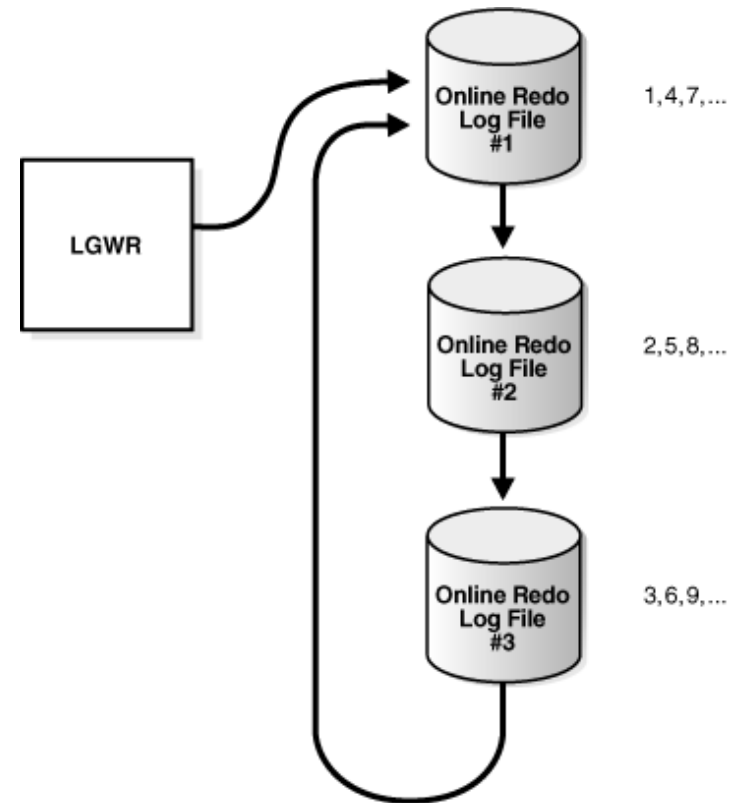 Online Redo
Log File
#1
1,4,7,...
LGWR
Online Redo
Log File
#2
2,5,8,...
Online Redo
Log File
#3
3,6,9,...